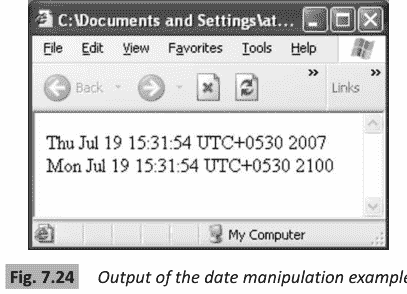 C:\Documents and Settings\at...
File Edit View Favorites Tools Help
Back » Links »
Thu Jul 19 15:31:54 UTC+0530 2007
Mon Jul 19 15:31:54 UTC+0530 2100
My Computer
Fig. 7.24 Output of the date manipulation example